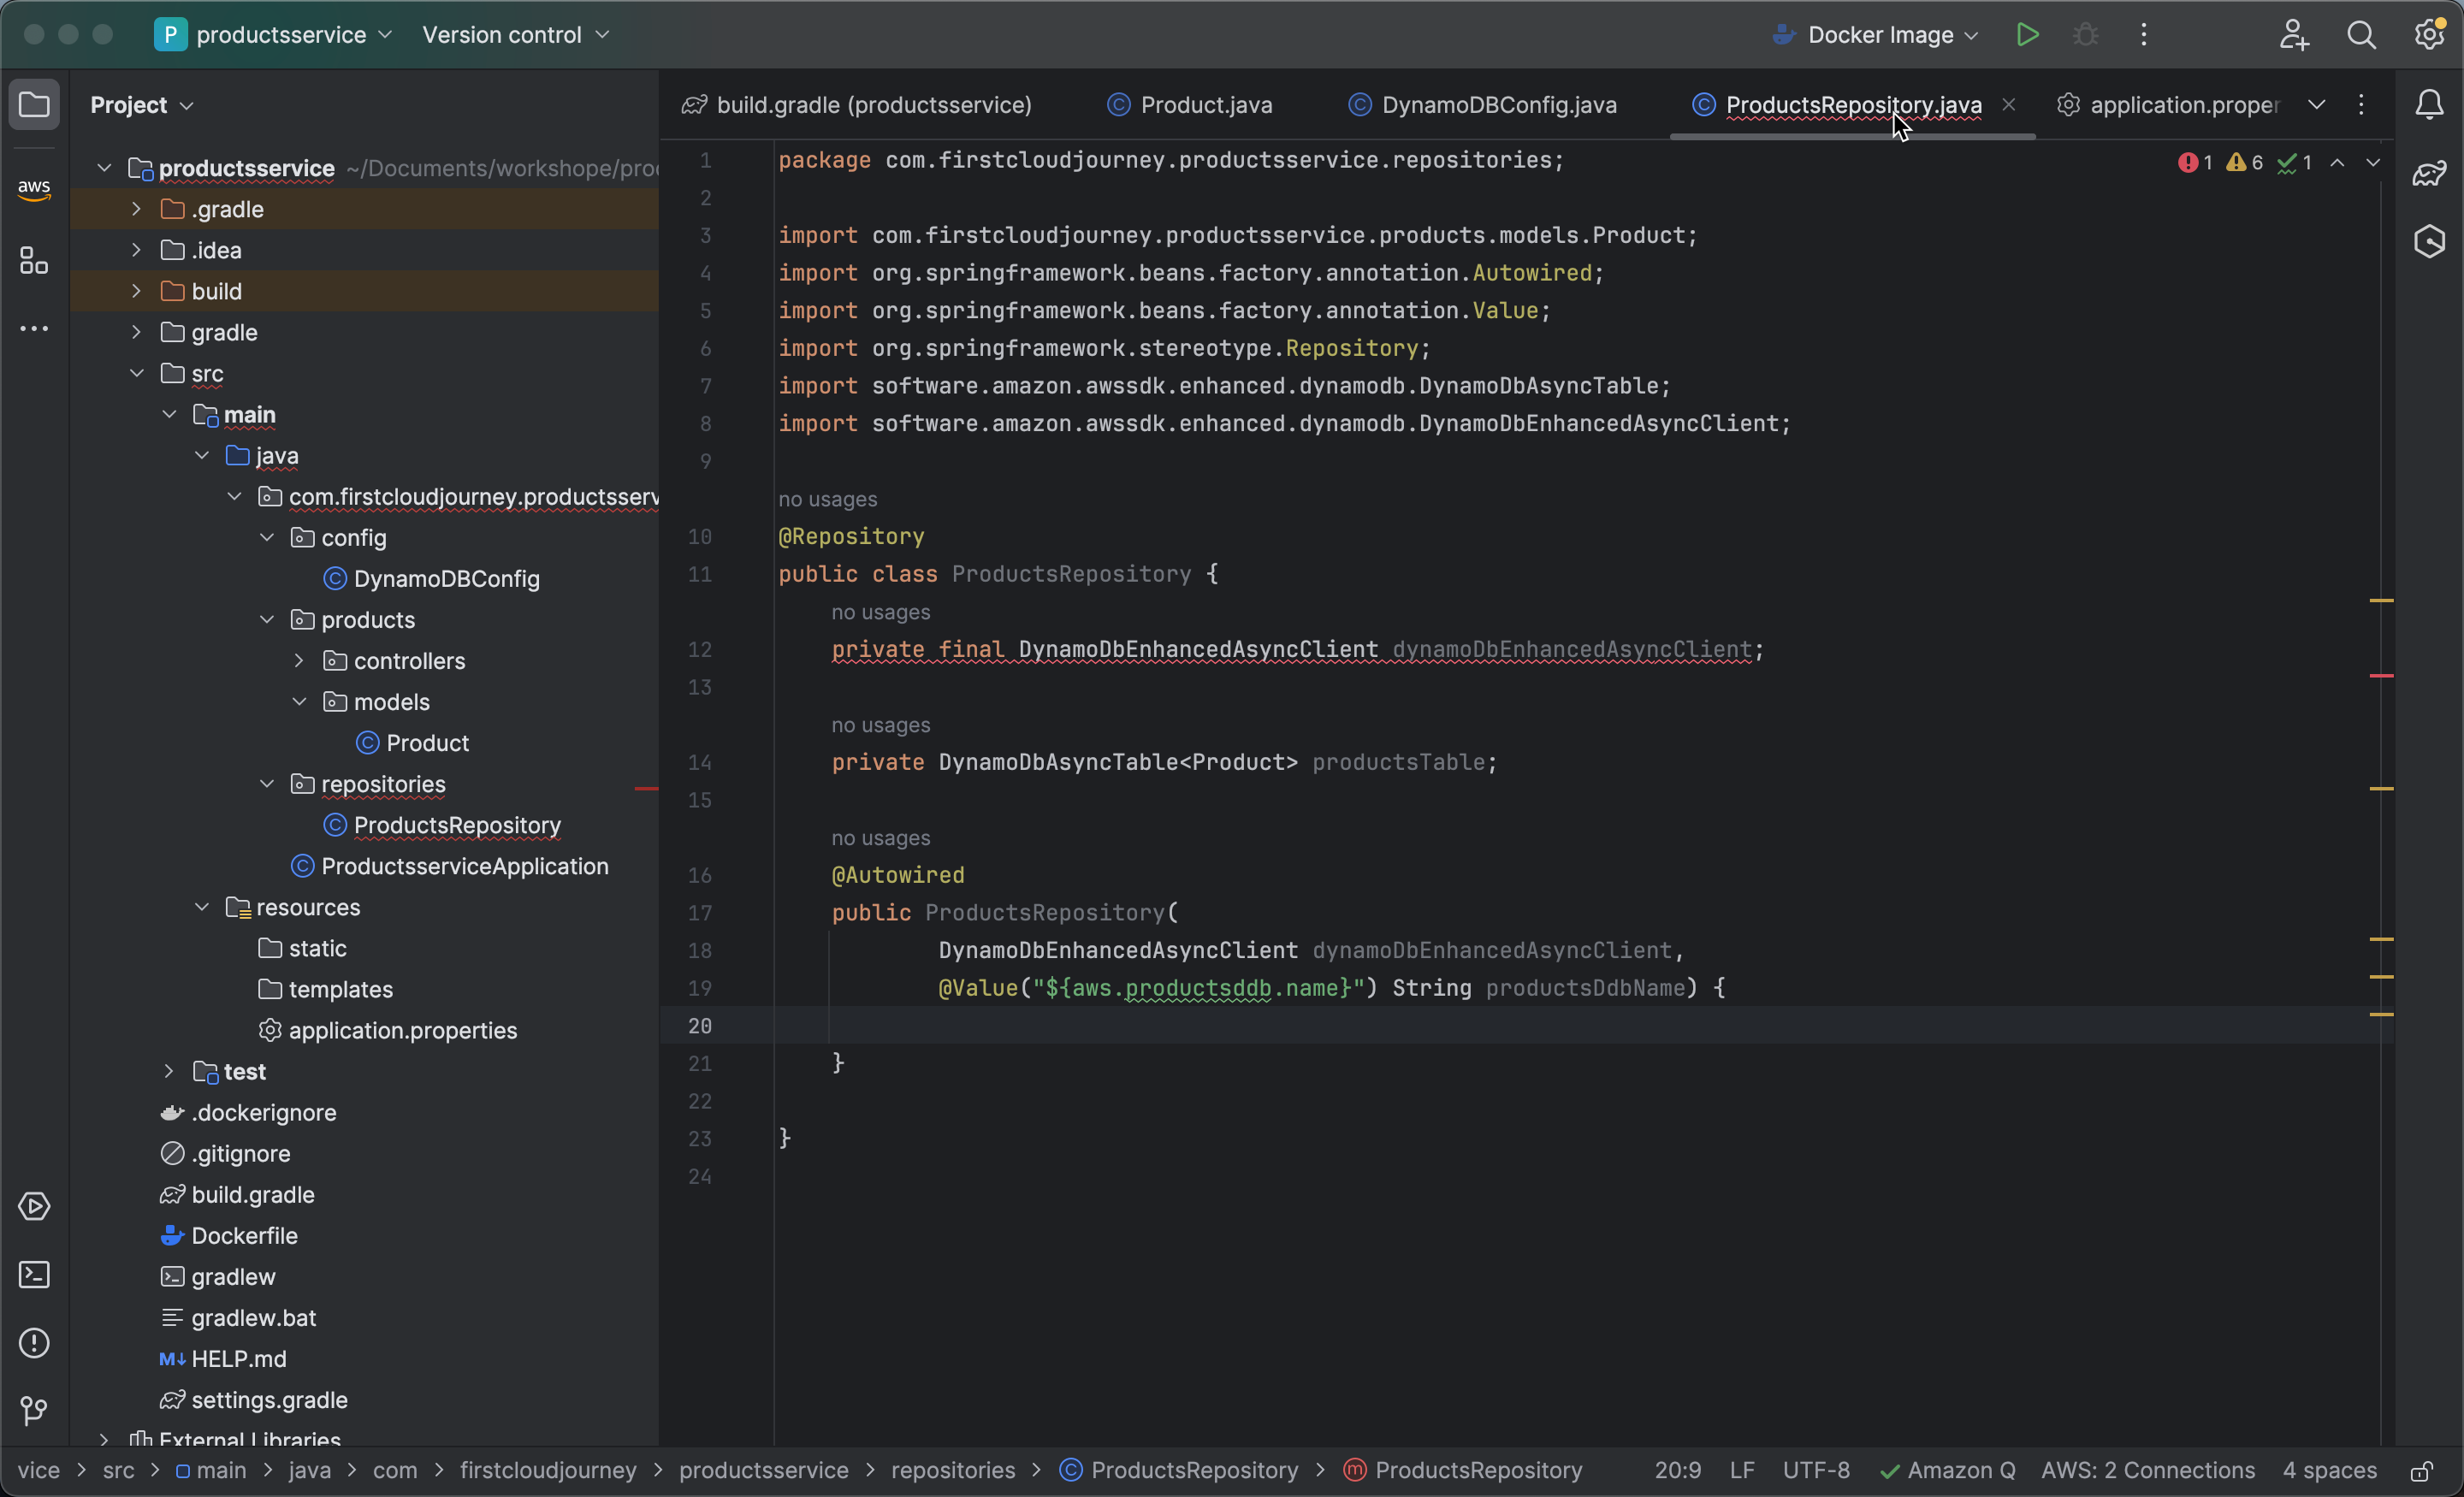 P productsservice
Version control
Docker Image
aws
Project
productsservice ~/Documents/workshope/pro
.gradle
.idea
build
gradle
src
main
java
com.firstcloudjourney.productsserv
config
DynamoDBConfig
products
controllers
models
Product
repositories
ProductsRepository
ProductsserviceApplication
resources
static
templates
application.properties
test
.dockerignore
.gitignore
build.gradle
Dockerfile
gradlew
gradlew.bat
M↓ HELP.md
settings.gradle
External Libraries
build.gradle (productsservice)
Product.java
DynamoDBConfig.java
ProductsRepository.java
application.proper
1 6 1
1 package com.firstcloudjourney.productsservice.repositories;
2
3 import com.firstcloudjourney.productsservice.products.models.Product;
4 import org.springframework.beans.factory.annotation.Autowired;
5 import org.springframework.beans.factory.annotation.Value;
6 import org.springframework.stereotype.Repository;
7 import software.amazon.awssdk.enhanced.dynamodb.DynamoDbAsyncTable;
8 import software.amazon.awssdk.enhanced.dynamodb.DynamoDbEnhancedAsyncClient;
9
no usages
10 @Repository
11 public class ProductsRepository {
no usages
12 private final DynamoDbEnhancedAsyncClient dynamoDbEnhancedAsyncClient;
13
no usages
14 private DynamoDbAsyncTable<Product> productsTable;
15
no usages
16 @Autowired
17 public ProductsRepository(
18 DynamoDbEnhancedAsyncClient dynamoDbEnhancedAsyncClient,
19 @Value("${aws.productsddb.name}") String productsDdbName) {
20
21 }
22
23 }
24
vice > src > main > java > com > firstcloudjourney > productsservice > repositories > C ProductsRepository > m ProductsRepository
20:9 LF UTF-8 Amazon Q AWS: 2 Connections 4 spaces